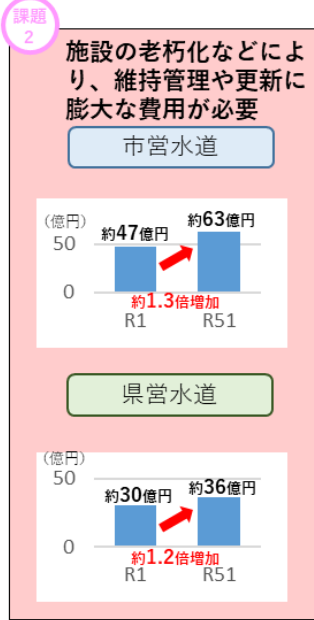 課題
2
施設の老朽化などによ
り、維持管理や更新に
膨大な費用が必要
市営水道
(億円)
50
約47億円
約63億円
0
約1.3倍増加
R1
R51
県営水道
(億円)
50
約30億円
約36億円
0
約1.2倍増加
R1
R51